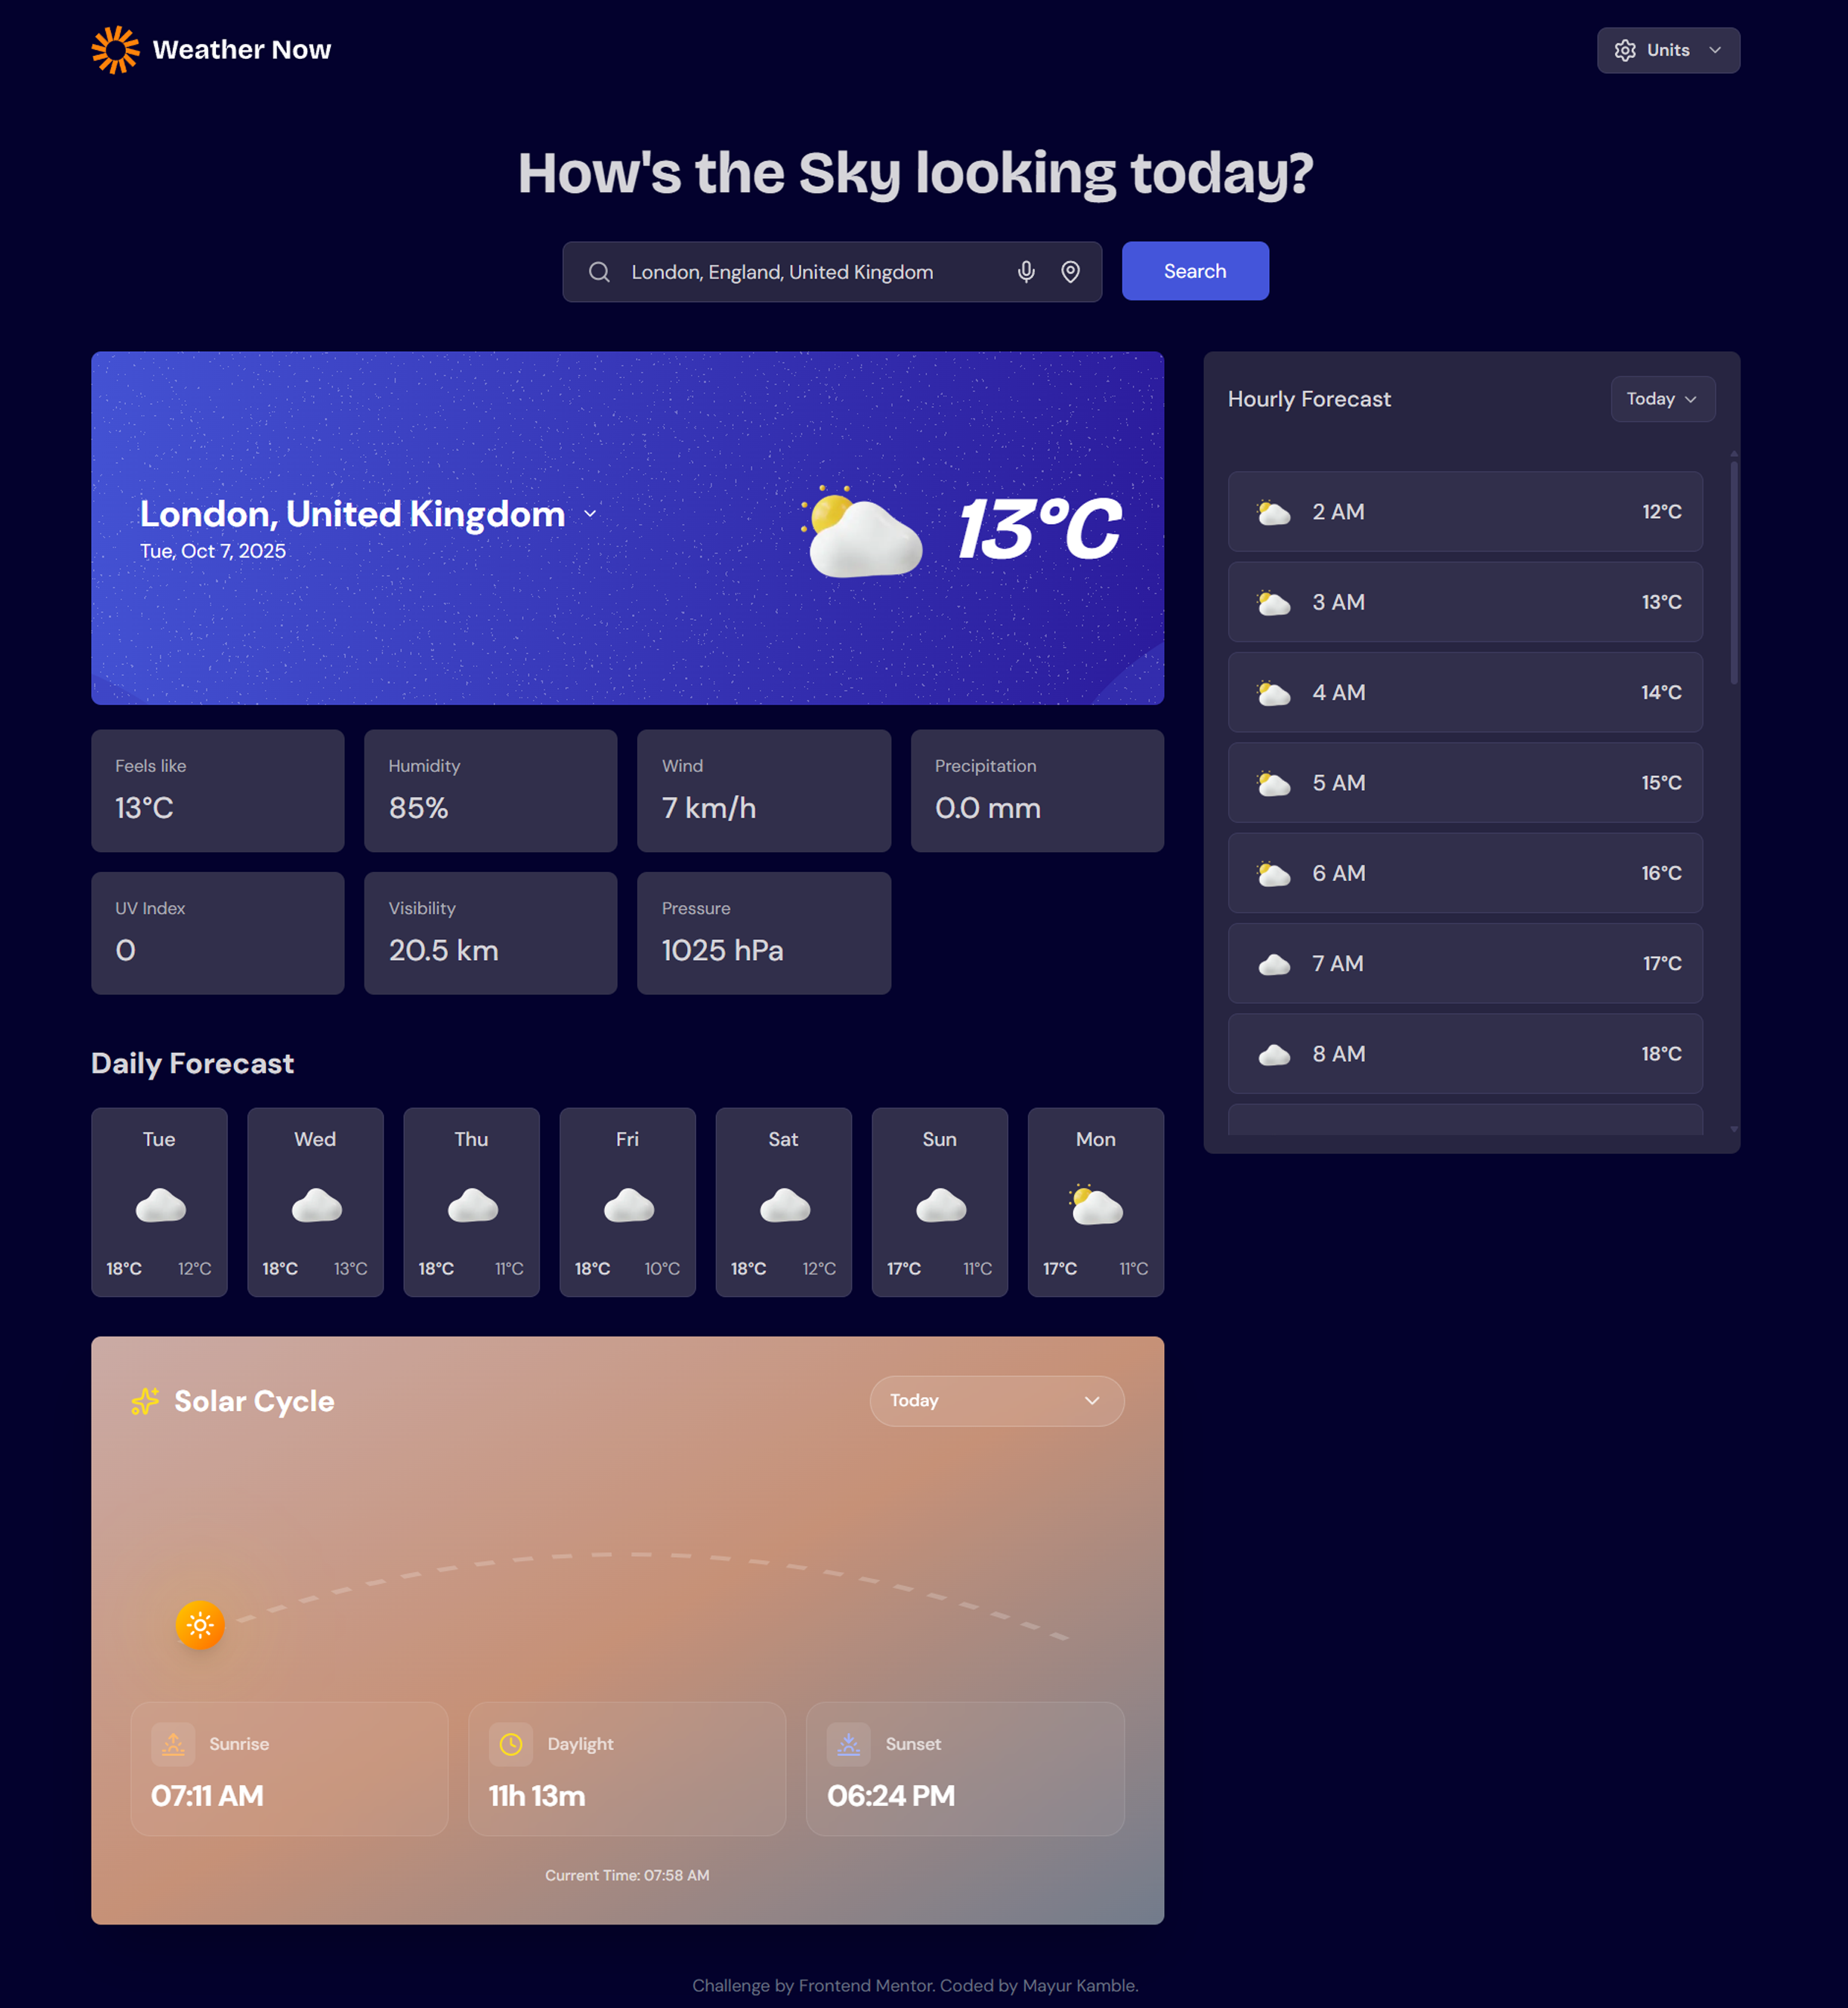 Weather Now
Units
How's the Sky looking today?
London, England, United Kingdom
Search
London, United Kingdom
Tue, Oct 7, 2025
13°C
Feels like
13°C
Humidity
85%
Wind
7 km/h
Precipitation
0.0 mm
UV Index
0
Visibility
20.5 km
Pressure
1025 hPa
Hourly Forecast
Today
2 AM 12°C
3 AM 13°C
4 AM 14°C
5 AM 15°C
6 AM 16°C
7 AM 17°C
8 AM 18°C
Daily Forecast
Tue
18°C 12°C
Wed
18°C 13°C
Thu
18°C 11°C
Fri
18°C 10°C
Sat
18°C 12°C
Sun
17°C 11°C
Mon
17°C 11°C
Solar Cycle
Today
Sunrise
07:11 AM
Daylight
11h 13m
Sunset
06:24 PM
Current Time: 07:58 AM
Challenge by Frontend Mentor. Coded by Mayur Kamble.